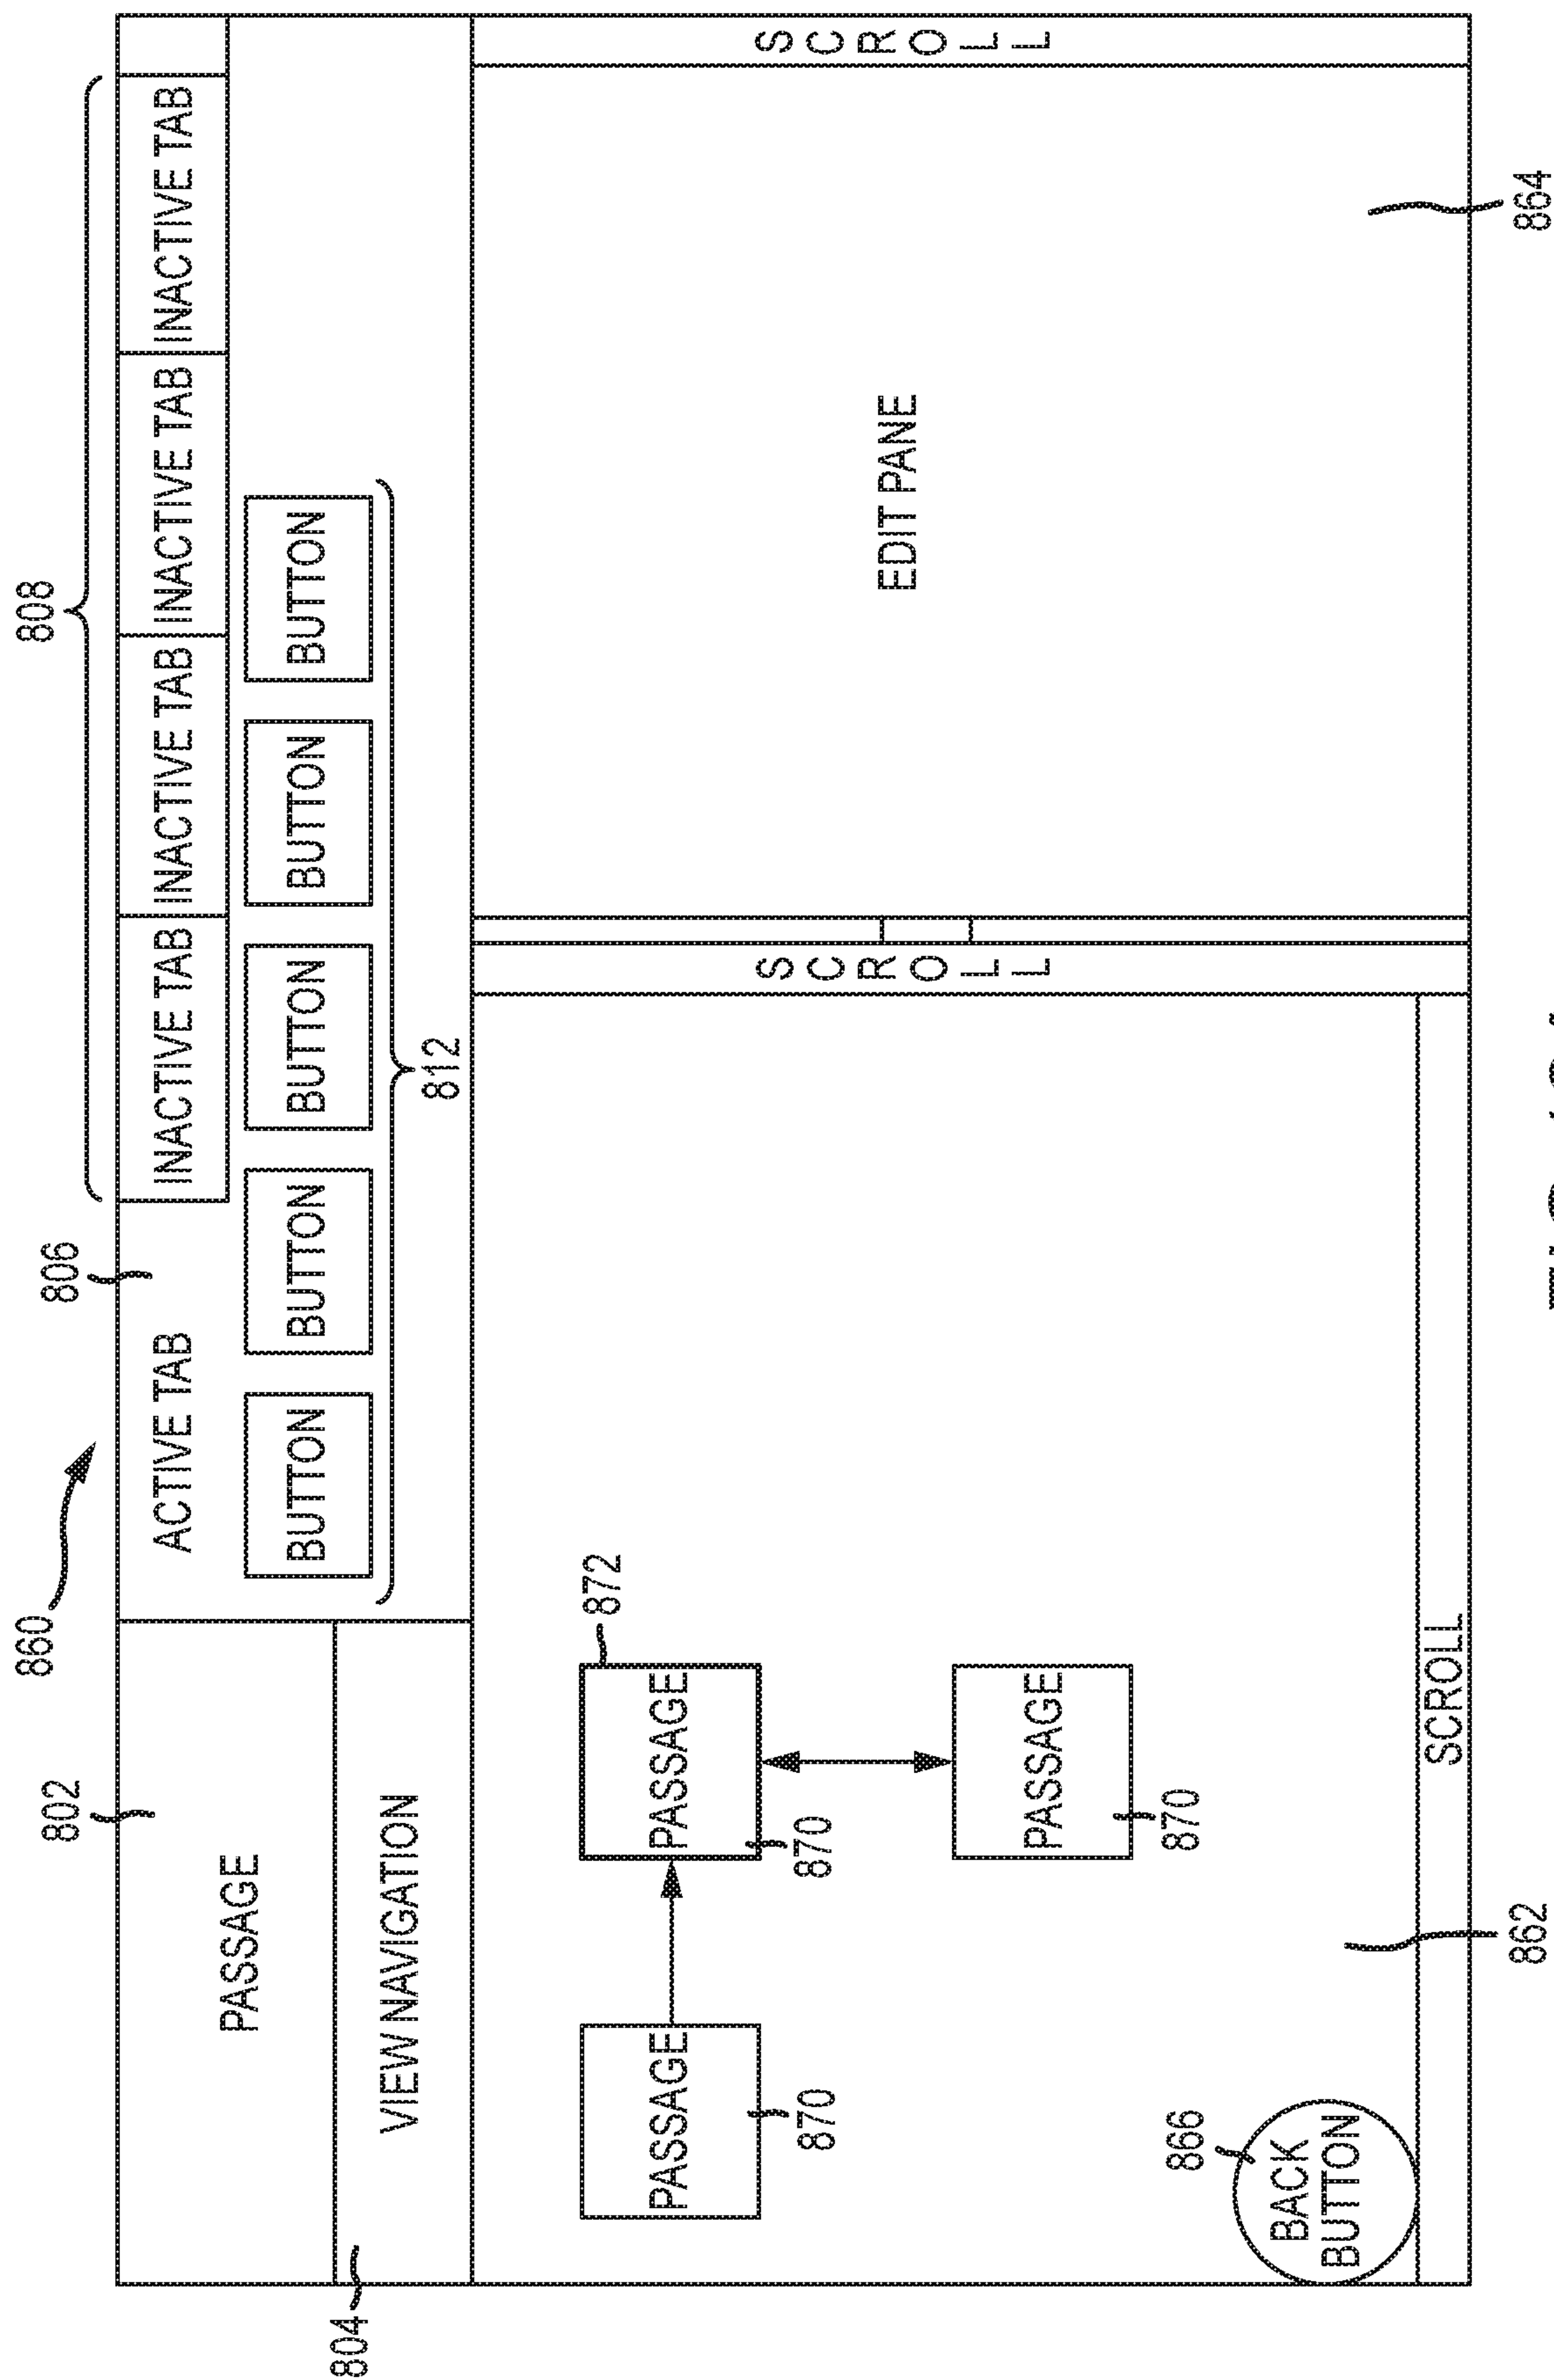 860
808
802
806
ACTIVE TAB
INACTIVE TAB
INACTIVE TAB
INACTIVE TAB
INACTIVE TAB
PASSAGE
BUTTON
BUTTON
BUTTON
BUTTON
BUTTON
804
VIEW NAVIGATION
812
872
PASSAGE
PASSAGE
870
870
SCROLL
EDIT PANE
SCROLL
PASSAGE
870
866
BACK
BUTTON
SCROLL
862
864